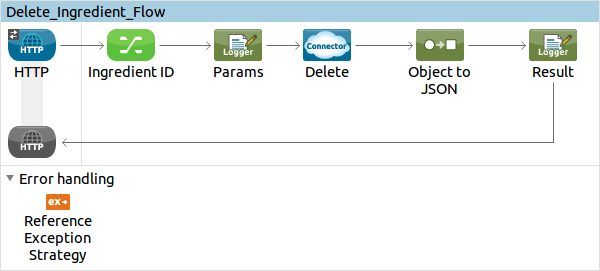 Delete_Ingredient_Flow
HTTP
Logger
Connector
Logger
HTTP
Ingredient ID
Params
Delete
Object to
JSON
Result
HTTP
Error handling
ex
Reference
Exception
Strategy